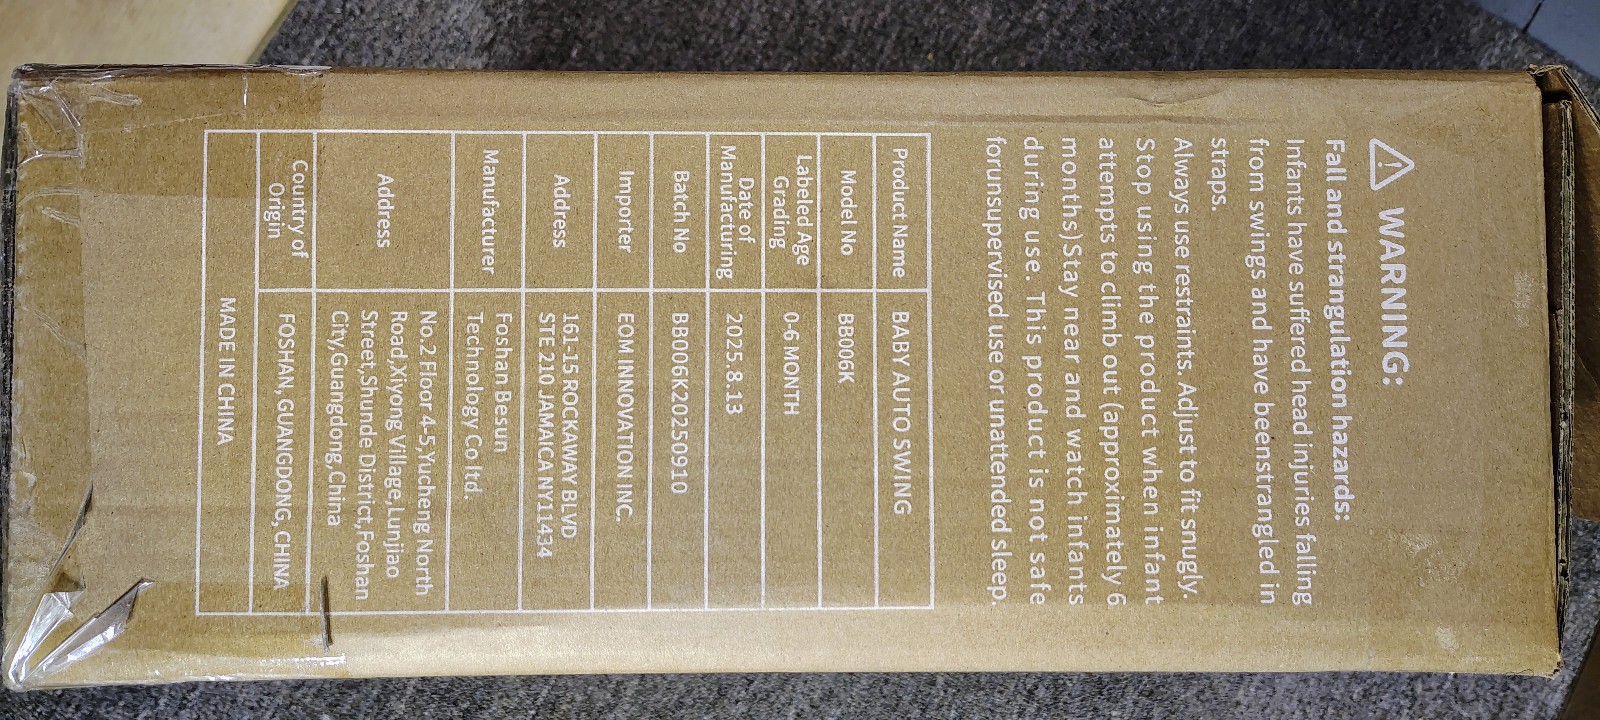 WARNING:
Fall and strangulation hazards:
Infants have suffered head injuries falling
from swings and have beenstrangled in
straps.
Always use restraints. Adjust to fit snugly.
Stop using the product when infant
attempts to climb out (approximately 6
months)Stay near and watch infants
during use. This product is not safe
forunsupervised use or unattended sleep.
Product Name BABY AUTO SWING
Model No BB006K
Labeled Age
Grading
0-6 MONTH
Date of
Manufacturing
2025.8.13
Batch No BB006K20250910
Importer EOM INNOVATION INC.
Address
161-15 ROCKAWAY BLVD
STE 210 JAMAICA NY11434
Manufacturer
Foshan Besun
Technology Co ltd.
Address
No.2 Floor 4-5,Yucheng North
Road,Xiyong Village,Lunjiao
Street,Shunde District,Foshan
City,Guangdong,China
Country of
Origin
FOSHAN, GUANGDONG, CHINA
MADE IN CHINA